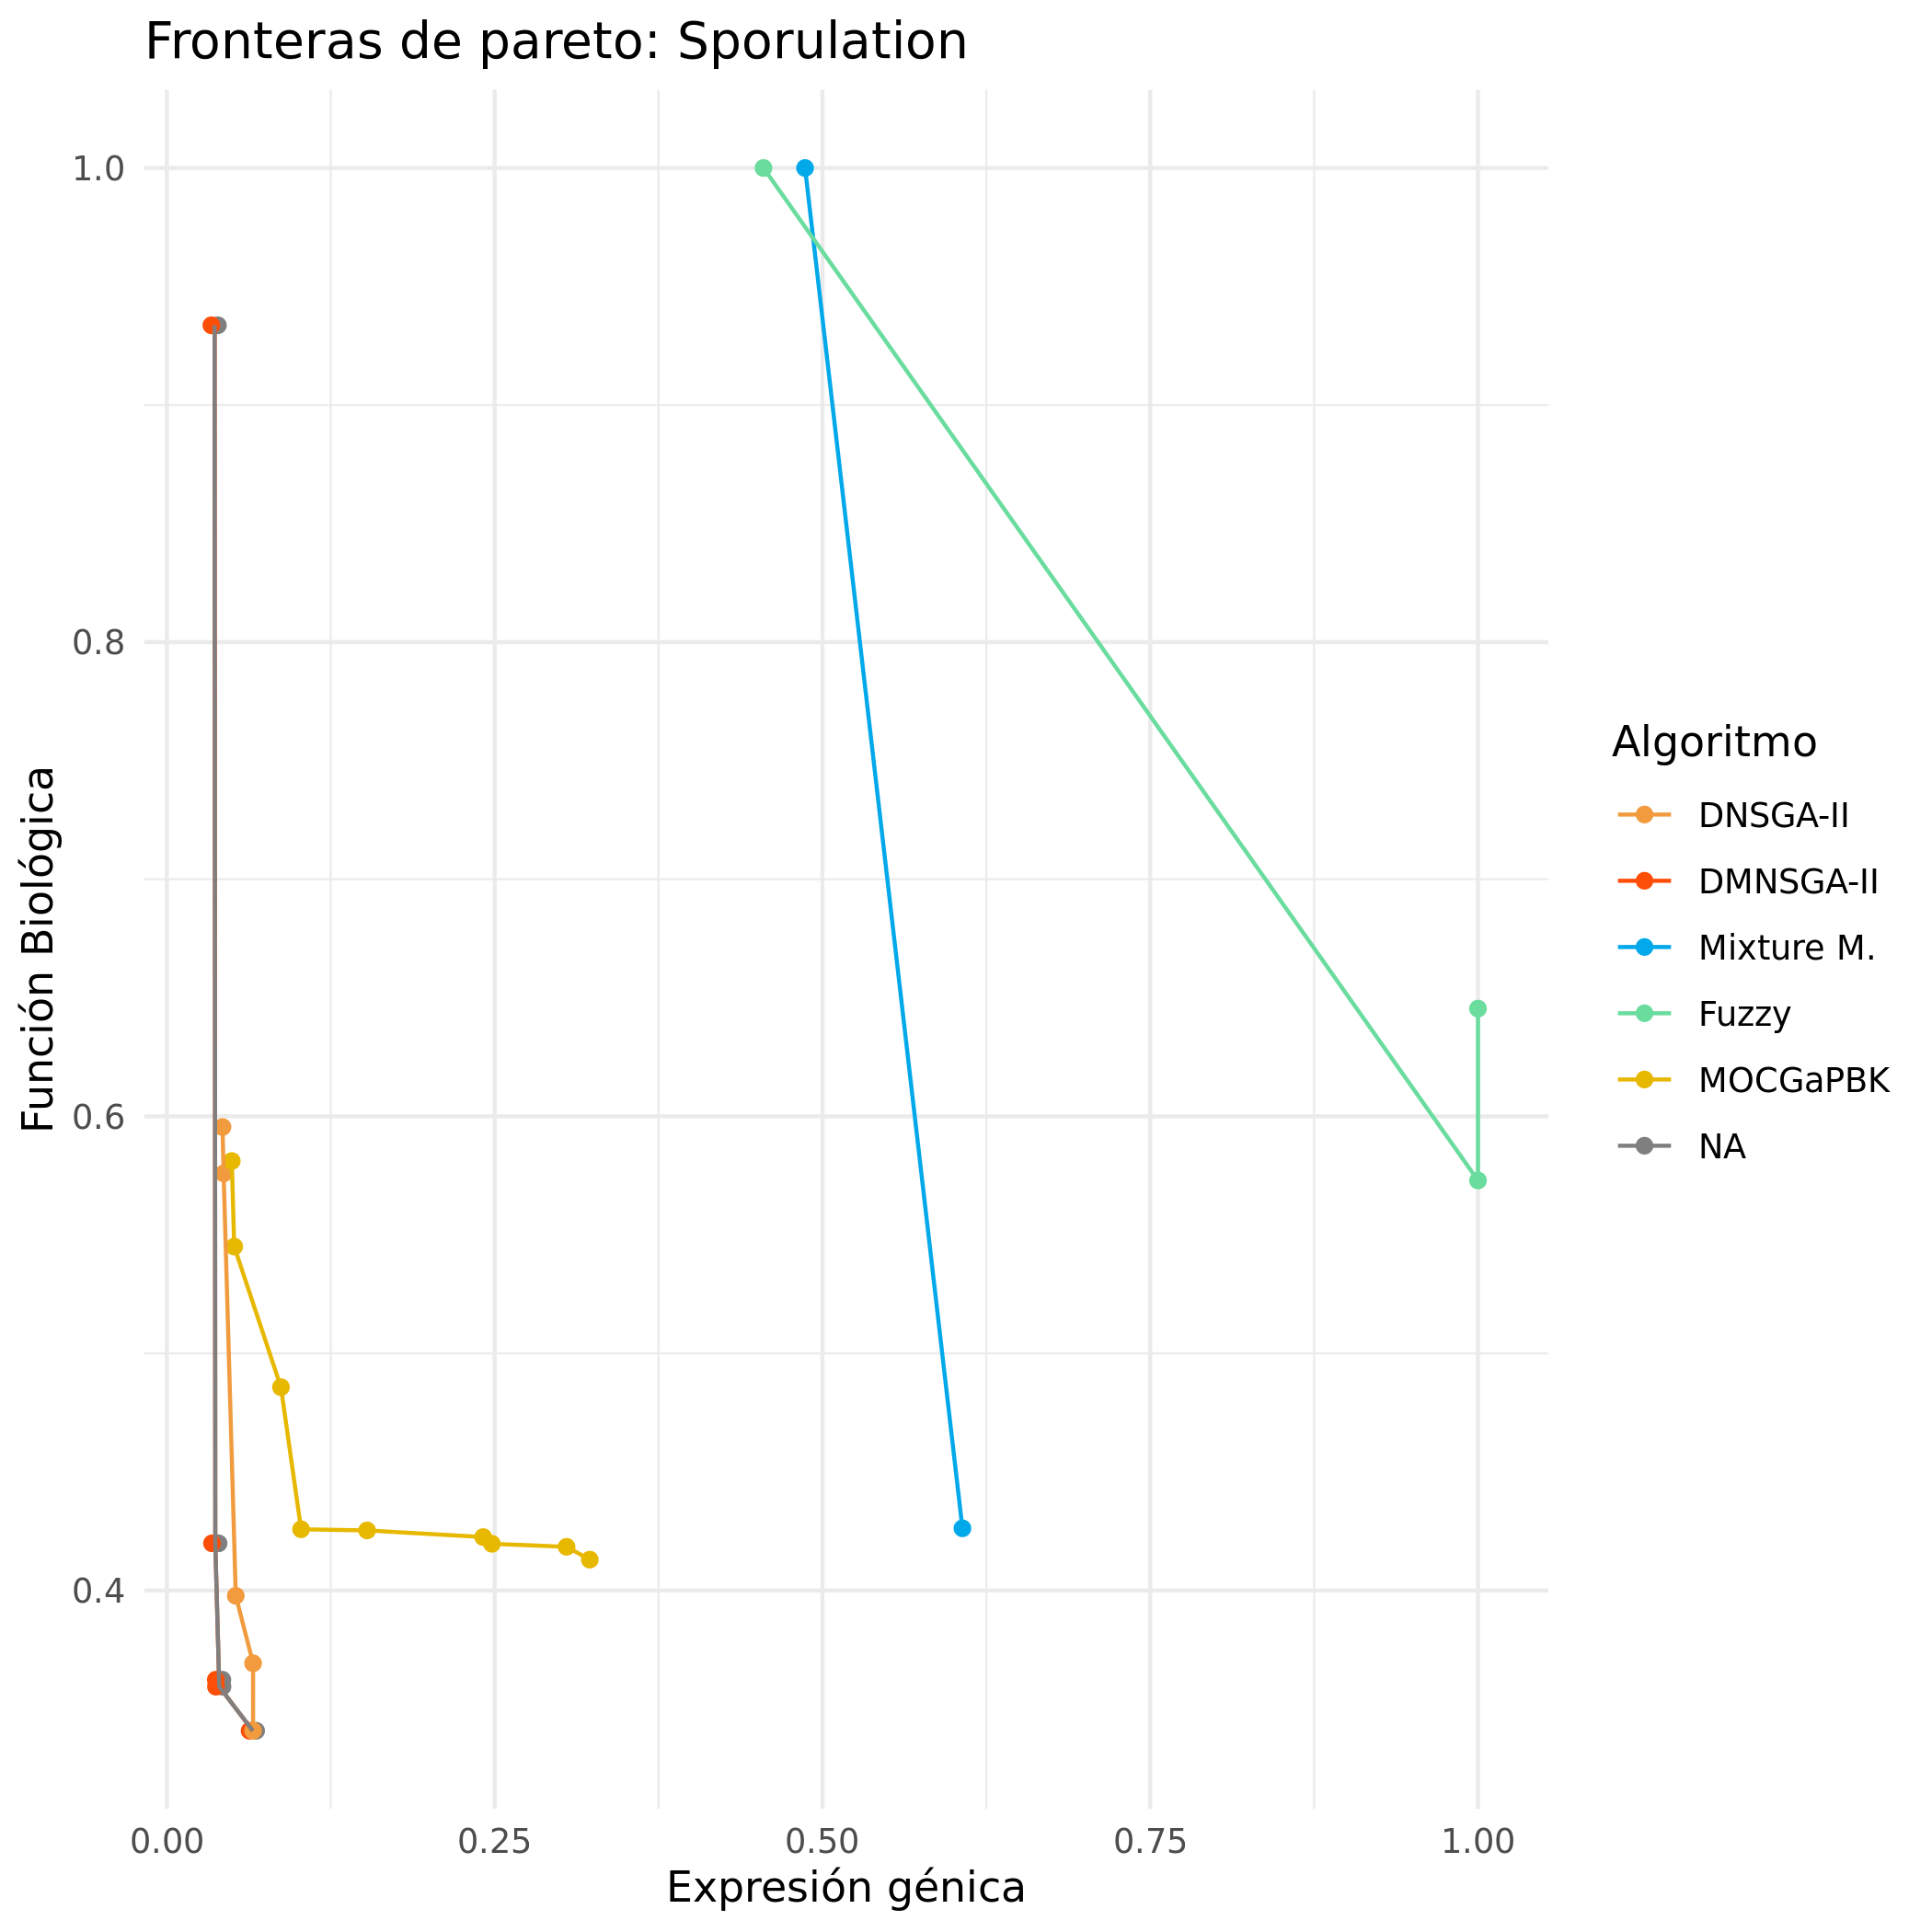 Fronteras de pareto: Sporulation
1.0
0.8
0.6
0.4
Función Biológica
0.00 0.25 0.50 0.75 1.00
Expresión génica
Algoritmo
DNSGA-II
DMNSGA-II
Mixture M.
Fuzzy
MOCGaPBK
NA